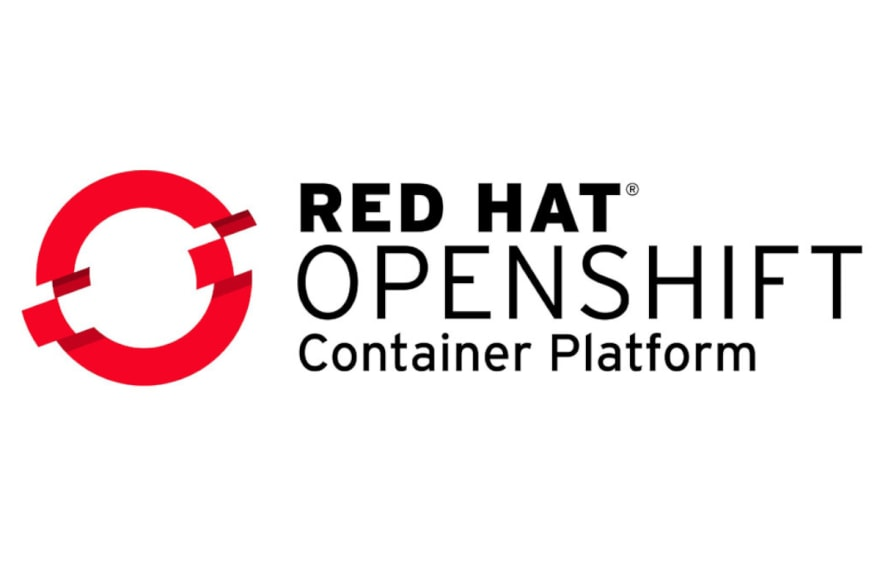 RED HAT®
OPENSHIFT
Container Platform